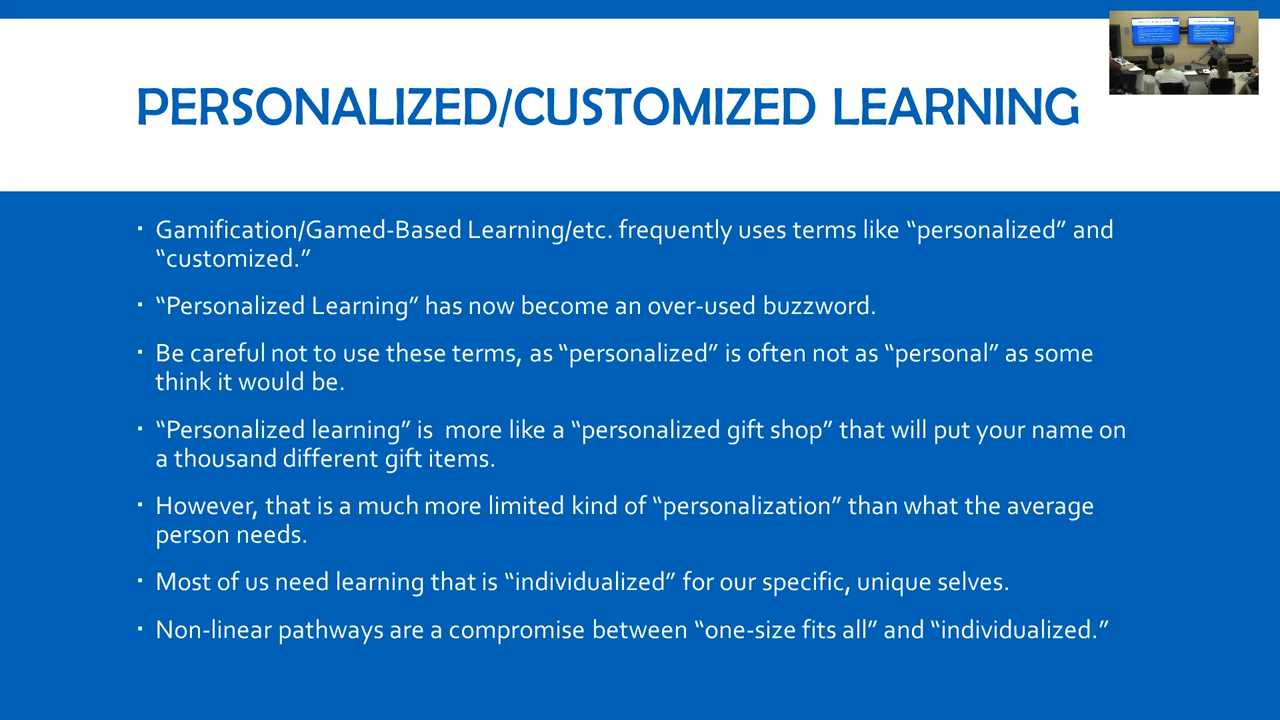 PERSONALIZED/CUSTOMIZED LEARNING
▪ Gamification/Gamed-Based Learning/etc. frequently uses terms like “personalized” and
“customized.”
▪ “Personalized Learning” has now become an over-used buzzword.
▪ Be careful not to use these terms, as “personalized” is often not as “personal” as some
think it would be.
▪ “Personalized learning” is  more like a “personalized gift shop” that will put your name on
a thousand different gift items.
▪ However, that is a much more limited kind of “personalization” than what the average
person needs.
▪ Most of us need learning that is “individualized” for our specific, unique selves.
▪ Non-linear pathways are a compromise between “one-size fits all” and “individualized.”